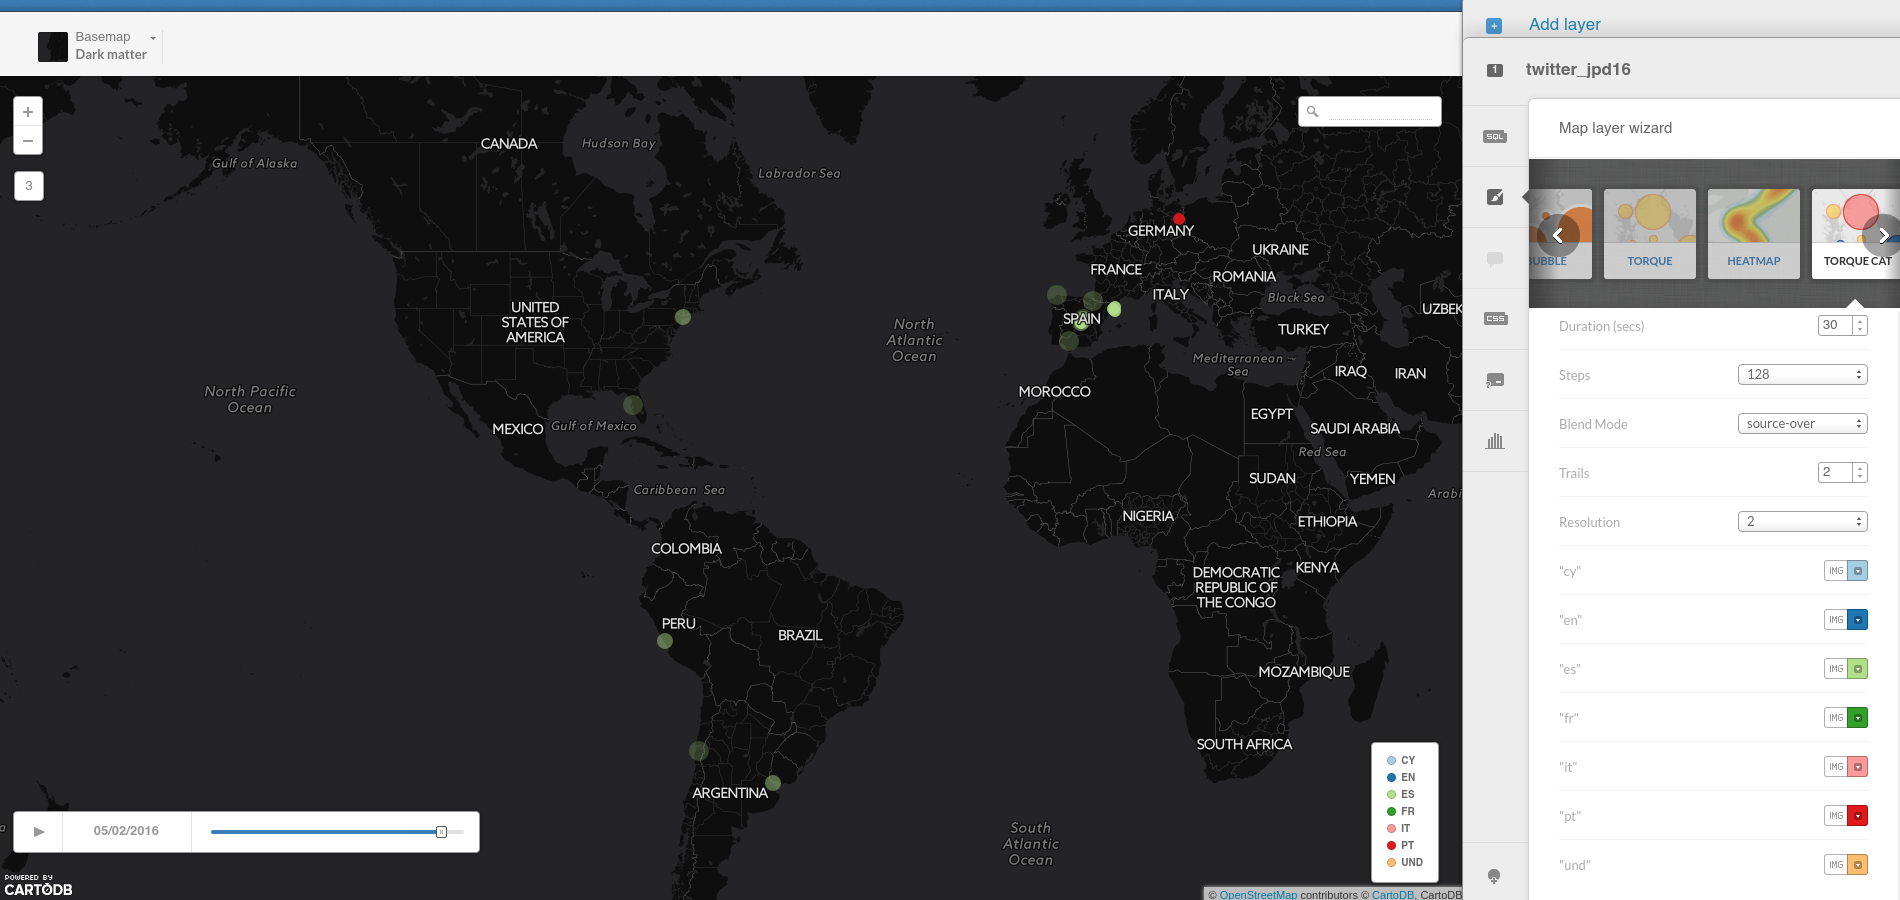 Basemap
Dark matter
Add layer
1
twitter_jpd16
Map layer wizard
SQL
CSS
BUBBLE
TORQUE
HEATMAP
TORQUE CAT
Duration (secs)
30
Steps
128
Blend Mode
source-over
Trails
2
Resolution
2
"cy"
IMG
"en"
IMG
"es"
IMG
"fr"
IMG
"it"
IMG
"pt"
IMG
"und"
IMG
+
−
3
CANADA
Hudson Bay
Gulf of Alaska
Labrador Sea
GERMANY
UKRAINE
FRANCE
ROMANIA
ITALY
Black Sea
UZBEK
SPAIN
TURKEY
UNITED
STATES OF
AMERICA
North
Atlantic
Ocean
Mediterranean
Sea
IRAQ
IRAN
North Pacific
Ocean
MOROCCO
EGYPT
SAUDI ARABIA
MEXICO
Gulf of Mexico
Red Sea
SUDAN
YEMEN
Caribbean Sea
Arabi
NIGERIA
ETHIOPIA
COLOMBIA
KENYA
DEMOCRATIC
REPUBLIC OF
THE CONGO
PERU
BRAZIL
MOZAMBIQUE
SOUTH AFRICA
ARGENTINA
South
Atlantic
Ocean
CY
EN
ES
FR
IT
PT
UND
05/02/2016
a
POWERED BY
CARTODB
© OpenStreetMap contributors © CartoDB, CartoDB